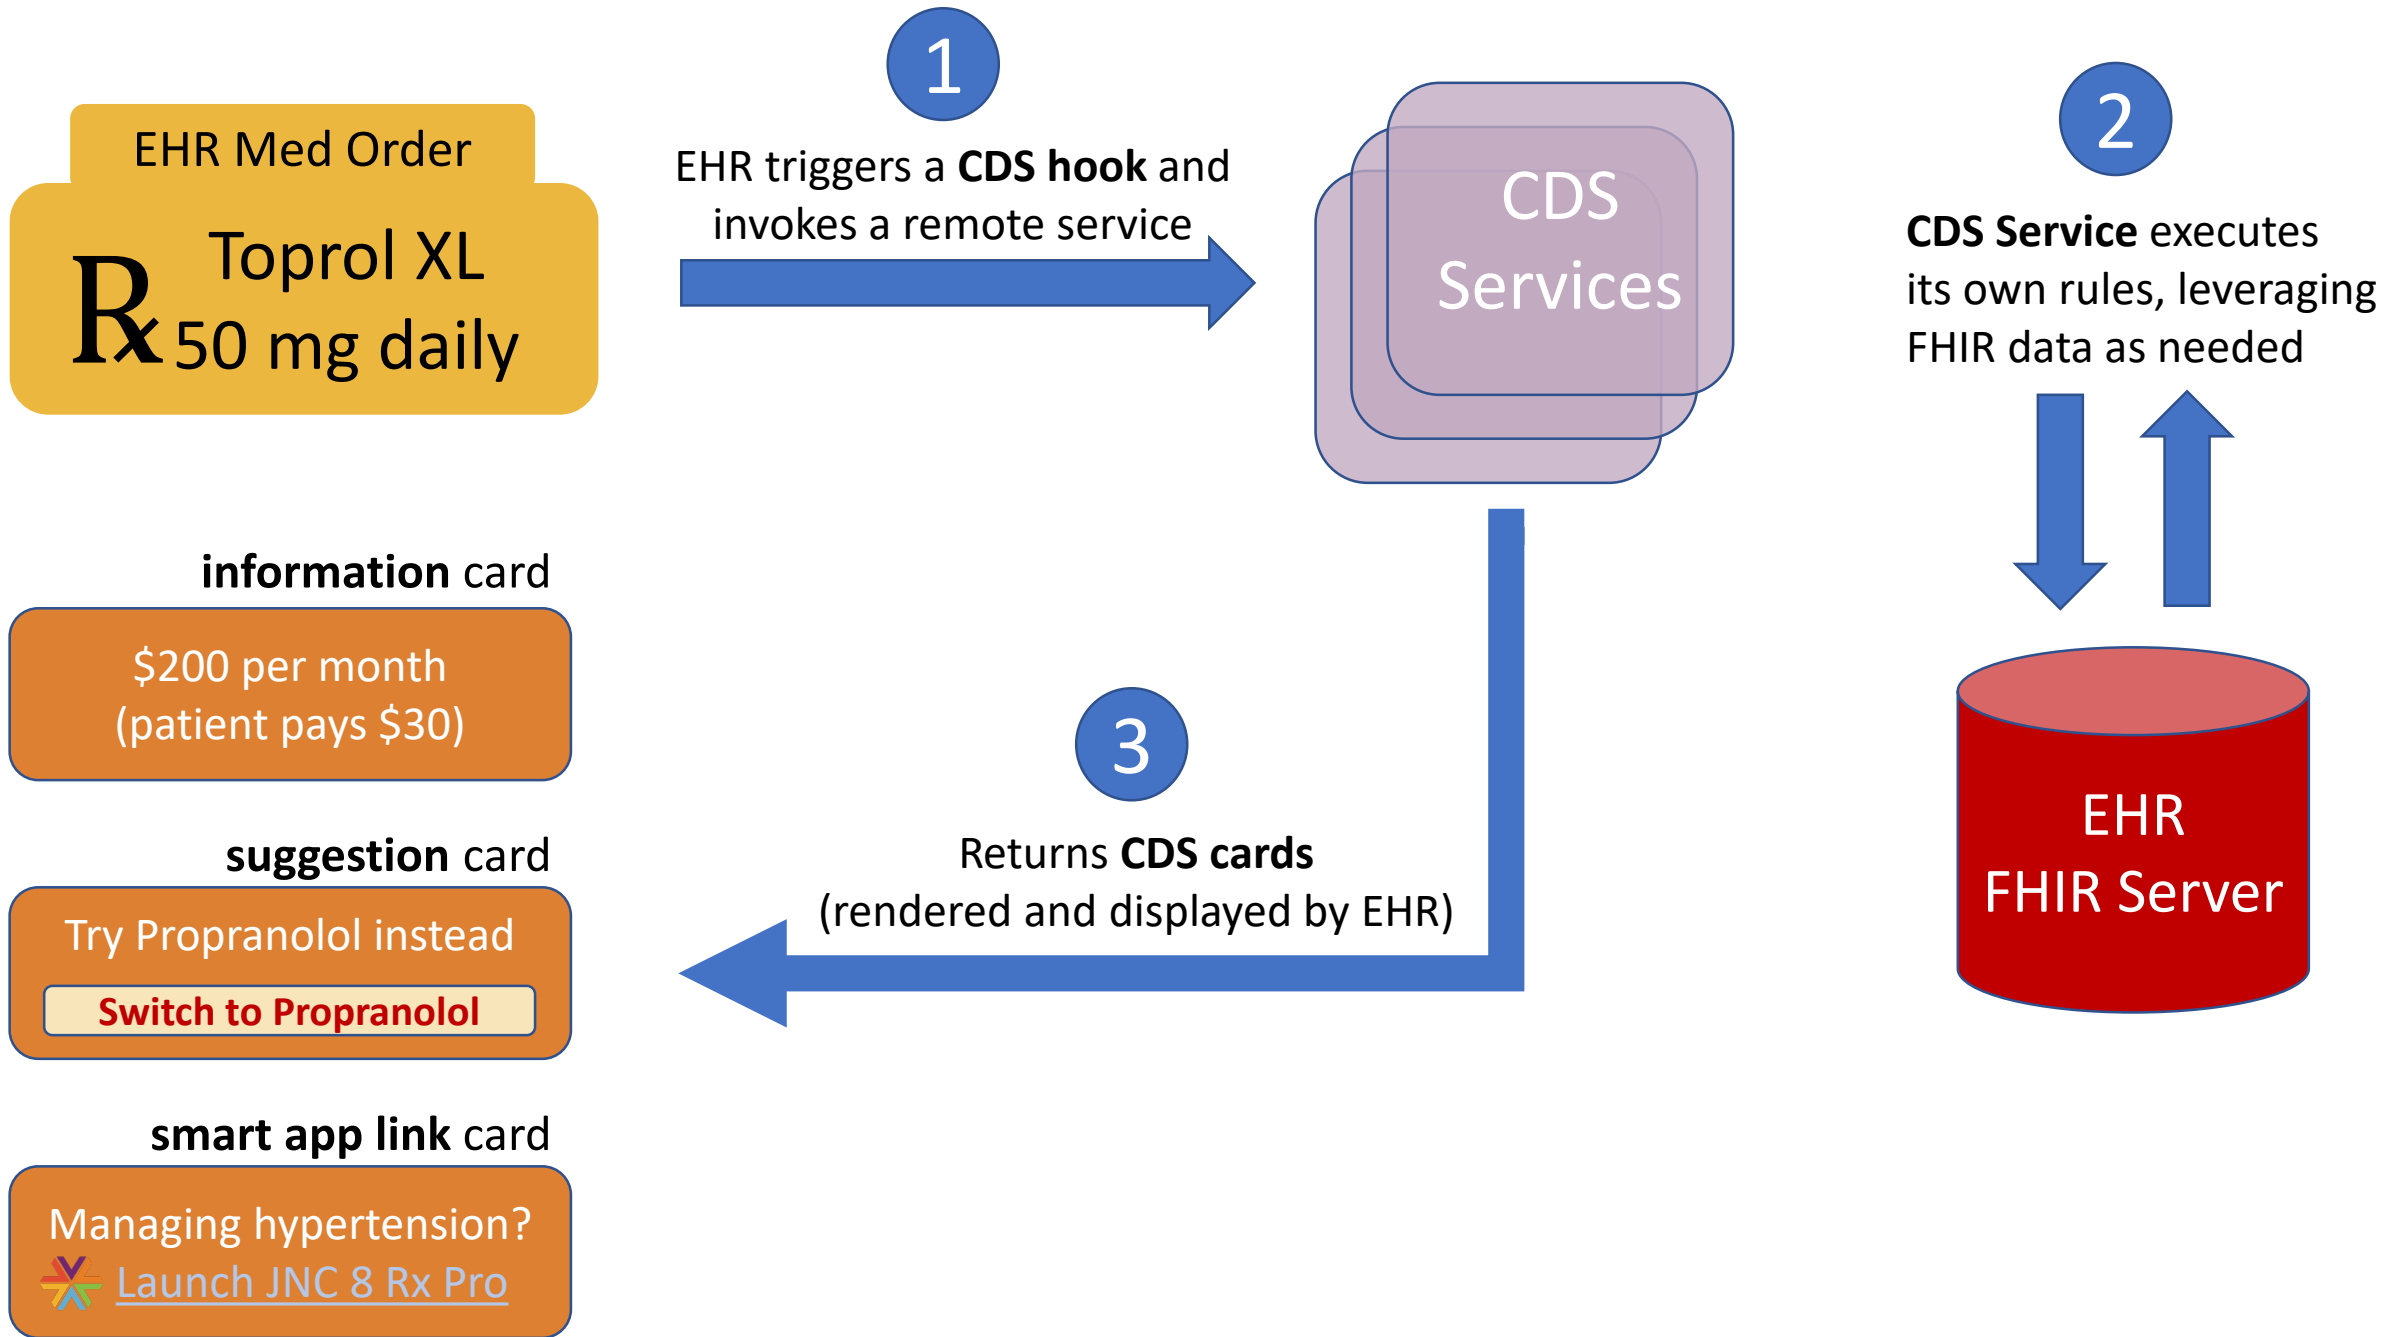 EHR Med Order
℞ Toprol XL
50 mg daily
1
EHR triggers a CDS hook and
invokes a remote service
CDS
Services
2
CDS Service executes
its own rules, leveraging
FHIR data as needed
EHR
FHIR Server
3
Returns CDS cards
(rendered and displayed by EHR)
information card
$200 per month
(patient pays $30)
suggestion card
Try Propranolol instead
Switch to Propranolol
smart app link card
Managing hypertension?
Launch JNC 8 Rx Pro